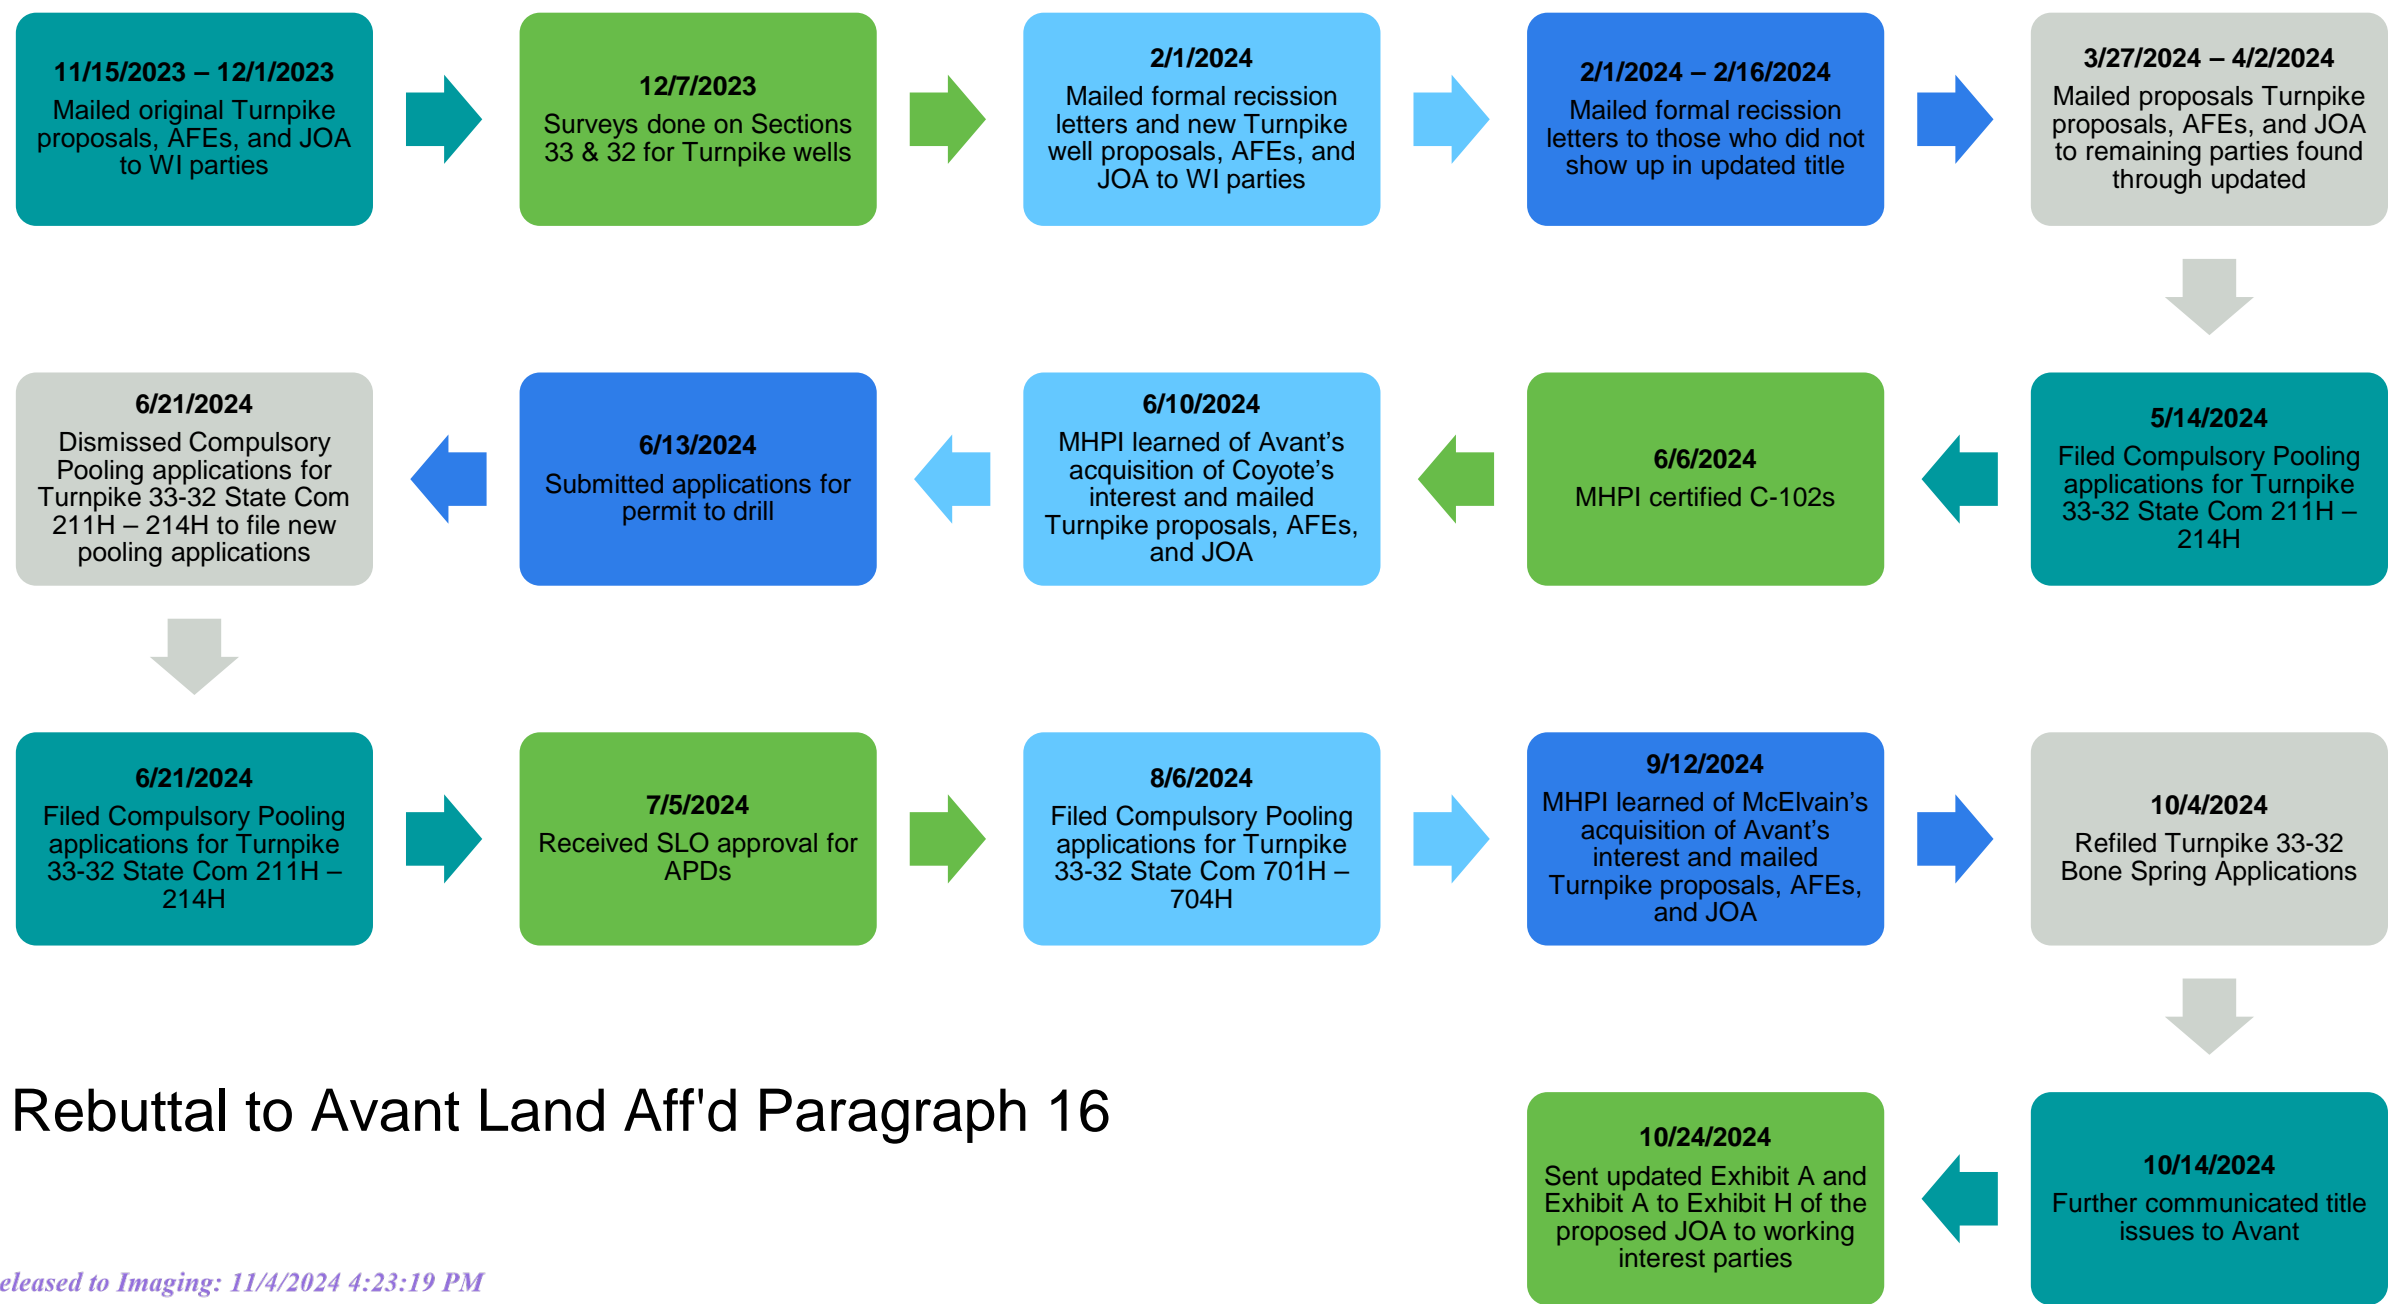 11/15/2023 – 12/1/2023
Mailed original Turnpike
proposals, AFEs, and JOA
to WI parties
12/7/2023
Surveys done on Sections
33 & 32 for Turnpike wells
2/1/2024
Mailed formal recission
letters and new Turnpike
well proposals, AFEs, and
JOA to WI parties
2/1/2024 – 2/16/2024
Mailed formal recission
letters to those who did not
show up in updated title
3/27/2024 – 4/2/2024
Mailed proposals Turnpike
proposals, AFEs, and JOA
to remaining parties found
through updated
5/14/2024
Filed Compulsory Pooling
applications for Turnpike
33-32 State Com 211H –
214H
6/6/2024
MHPI certified C-102s
6/10/2024
MHPI learned of Avant’s
acquisition of Coyote’s
interest and mailed
Turnpike proposals, AFEs,
and JOA
6/13/2024
Submitted applications for
permit to drill
6/21/2024
Dismissed Compulsory
Pooling applications for
Turnpike 33-32 State Com
211H – 214H to file new
pooling applications
6/21/2024
Filed Compulsory Pooling
applications for Turnpike
33-32 State Com 211H –
214H
7/5/2024
Received SLO approval for
APDs
8/6/2024
Filed Compulsory Pooling
applications for Turnpike
33-32 State Com 701H –
704H
9/12/2024
MHPI learned of McElvain’s
acquisition of Avant’s
interest and mailed
Turnpike proposals, AFEs,
and JOA
10/4/2024
Refiled Turnpike 33-32
Bone Spring Applications
10/14/2024
Further communicated title
issues to Avant
10/24/2024
Sent updated Exhibit A and
Exhibit A to Exhibit H of the
proposed JOA to working
interest parties
Rebuttal to Avant Land Aff'd Paragraph 16
eleased to Imaging: 11/4/2024 4:23:19 PM